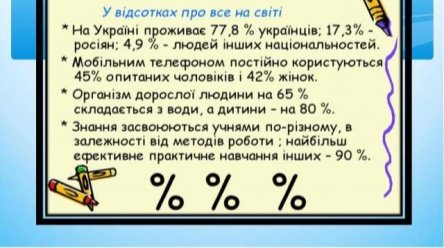 У відсотках про все на світі
* На Україні проживає 77,8 % українців; 17,3% -
росіян; 4,9 % - людей інших національностей.
* Мобільним телефоном постійно користуються
45% опитаних чоловіків і 42% жінок.
* Організм дорослої людини на 65 %
складається з води, а дитини – на 80 %.
* Знання засвоюються учнями по-різному, в
залежності від методів роботи ; найбільш
ефективне практичне навчання інших – 90 %.
% % %